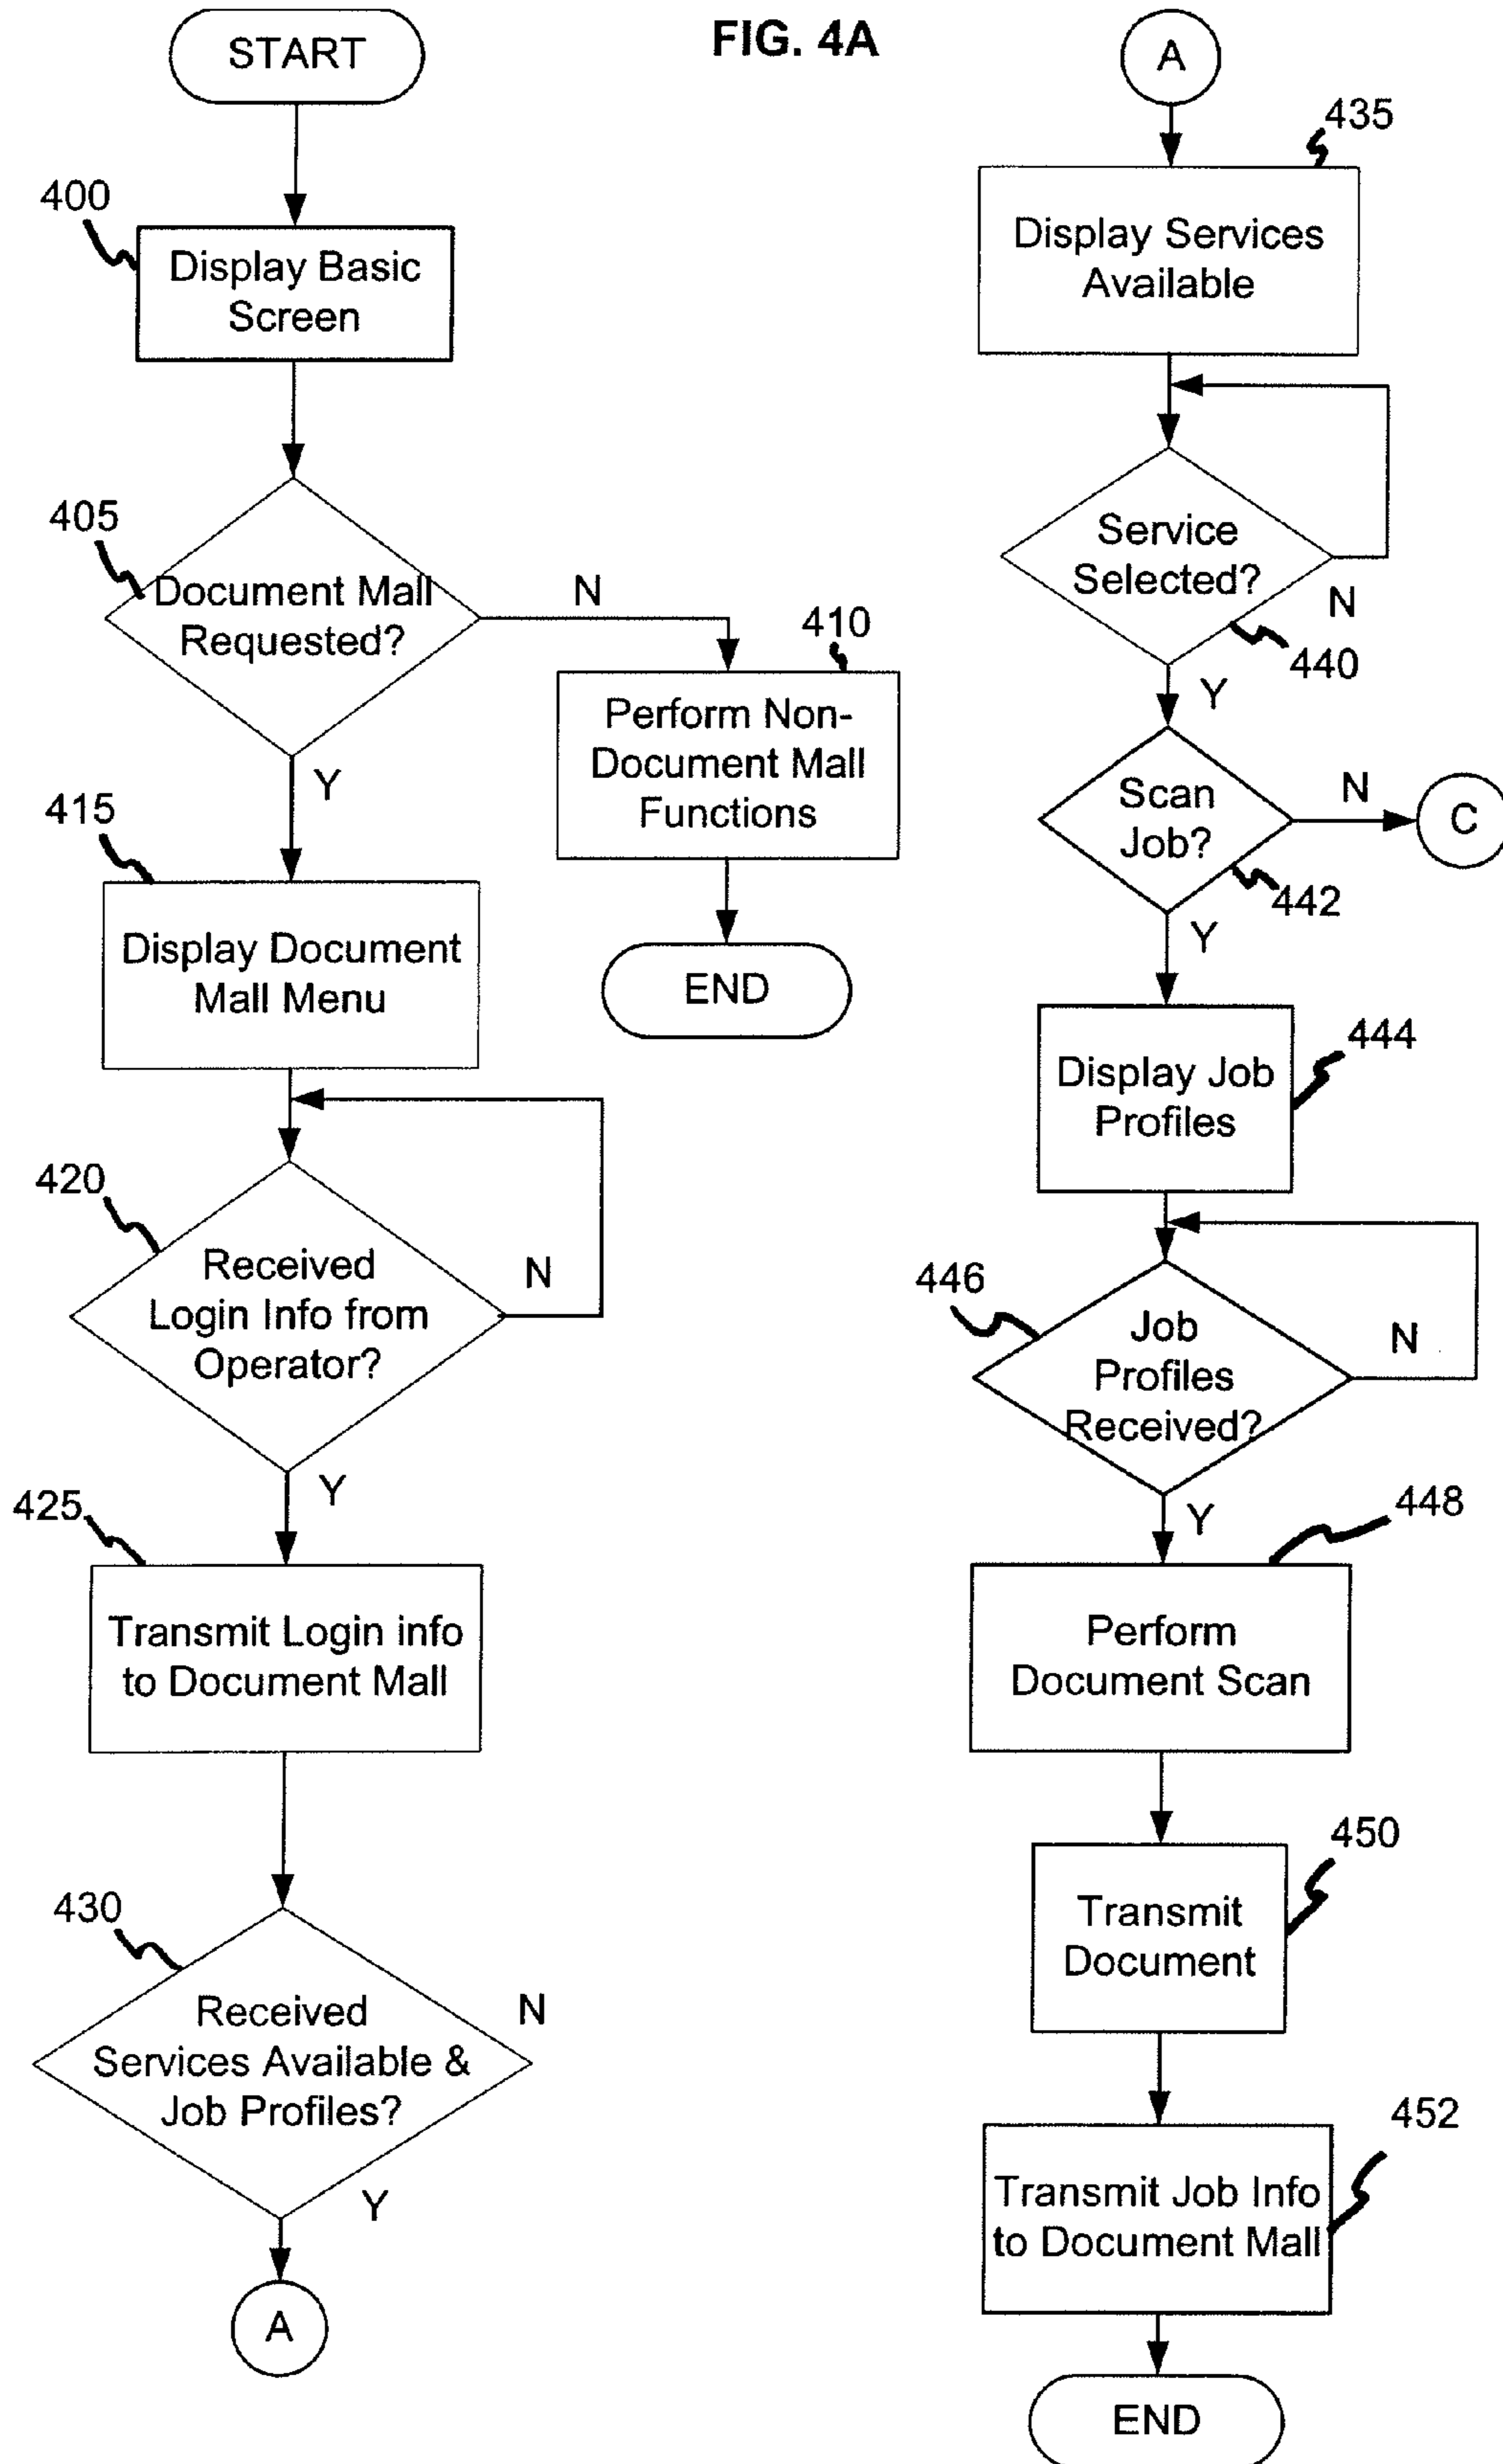 FIG. 4A
START
400
Display Basic
Screen
405
Document Mall
Requested?
N
410
Perform Non-
Document Mall
Functions
END
Y
415
Display Document
Mall Menu
420
Received
Login Info from
Operator?
N
Y
425
Transmit Login info
to Document Mall
430
Received
Services Available &
Job Profiles?
N
Y
A
A
435
Display Services
Available
Service
Selected?
N
440
Y
Scan
Job?
N
C
442
Y
444
Display Job
Profiles
446
Job
Profiles
Received?
N
Y
448
Perform
Document Scan
450
Transmit
Document
452
Transmit Job Info
to Document Mall
END